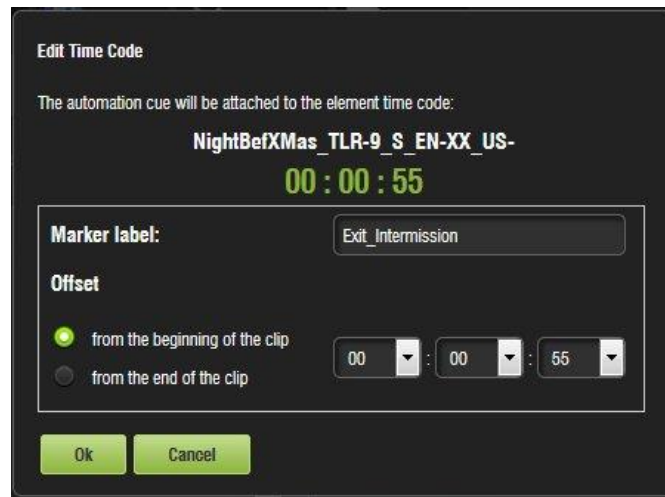 Edit Time Code
The automation cue will be attached to the element time code:
NightBefXMas_TLR-9_S_EN-XX_US-
00 : 00 : 55
Marker label: Exit_Intermission
Offset
from the beginning of the clip
00 : 00 : 55
from the end of the clip
Ok Cancel